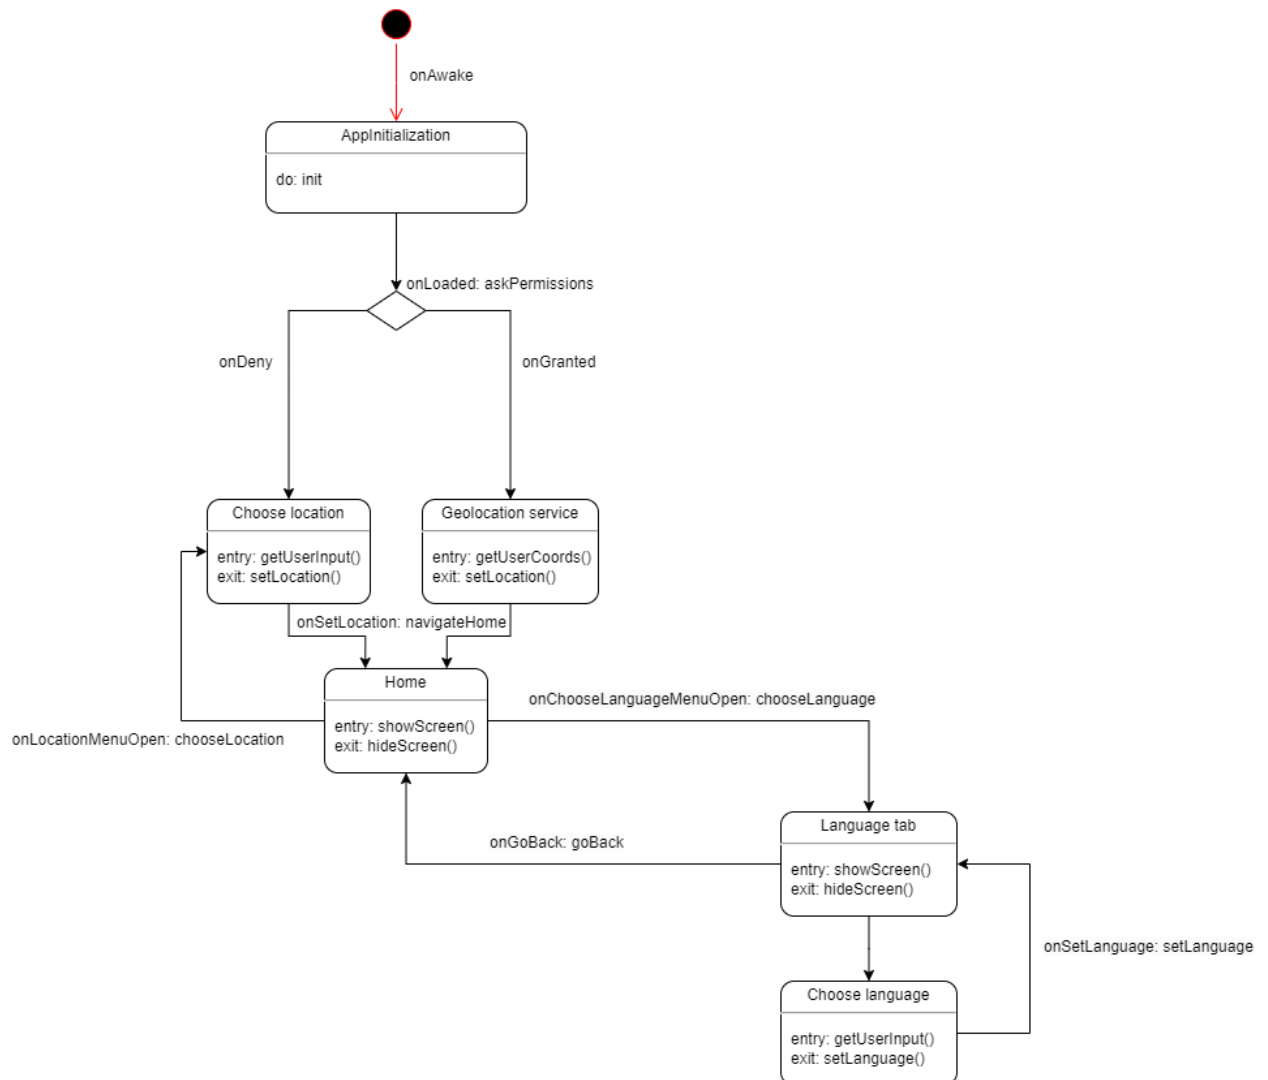 onAwake
AppInitialization
do: init
onLoaded: askPermissions
onDeny
onGranted
Choose location
entry: getUserInput()
exit: setLocation()
Geolocation service
entry: getUserCoords()
exit: setLocation()
onSetLocation: navigateHome
Home
entry: showScreen()
exit: hideScreen()
onChooseLanguageMenuOpen: chooseLanguage
onLocationMenuOpen: chooseLocation
Language tab
entry: showScreen()
exit: hideScreen()
onGoBack: goBack
onSetLanguage: setLanguage
Choose language
entry: getUserInput()
exit: setLanguage()